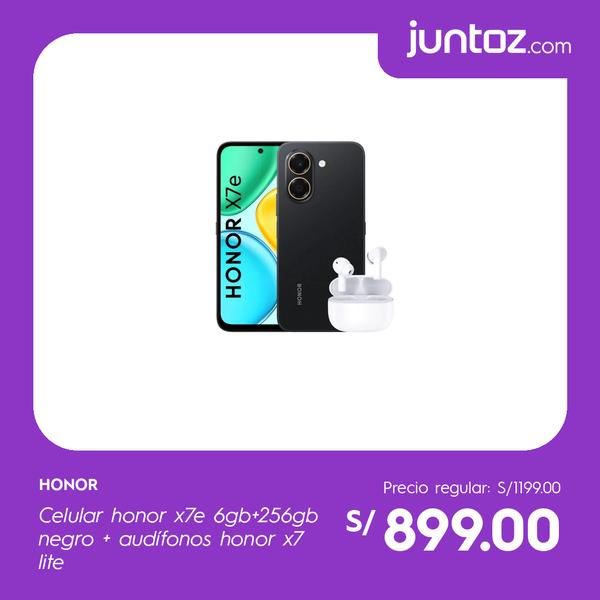 juntoz.com
HONOR X7e
HONOR
HONOR
Precio regular: S/1199.00
Celular honor x7e 6gb+256gb
negro + audífonos honor x7
lite
S/ 899.00